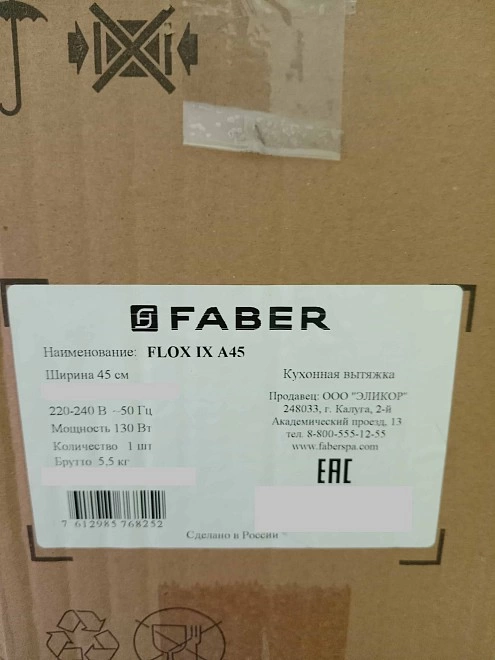 FABER
Наименование: FLOX IX A45
Ширина 45 см
Кухонная вытяжка
220-240 В ~50 Гц
Мощность 130 Вт
Количество 1 шт
Брутто 5,5 кг
Продавец: ООО "ЭЛИКОР"
248033, г. Калуга, 2-й
Академический проезд, 13
тел. 8-800-555-12-55
www.faberspa.com
EAC
7 612985 768252
Сделано в России